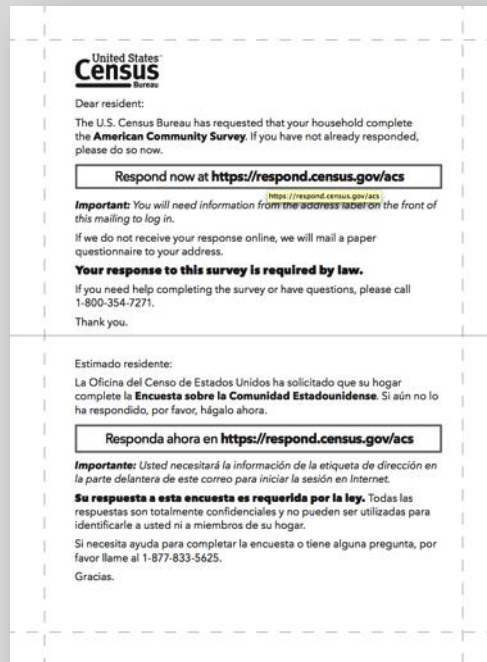 United States™
Census
Bureau
Dear resident:
The U.S. Census Bureau has requested that your household complete
the American Community Survey. If you have not already responded,
please do so now.
Respond now at https://respond.census.gov/acs
https://respond.census.gov/acs
Important: You will need information from the address label on the front of
this mailing to log in.
If we do not receive your response online, we will mail a paper
questionnaire to your address.
Your response to this survey is required by law.
If you need help completing the survey or have questions, please call
1-800-354-7271.
Thank you.
Estimado residente:
La Oficina del Censo de Estados Unidos ha solicitado que su hogar
complete la Encuesta sobre la Comunidad Estadounidense. Si aún no lo
ha respondido, por favor, hágalo ahora.
Responda ahora en https://respond.census.gov/acs
Importante: Usted necesitará la información de la etiqueta de dirección en
la parte delantera de este correo para iniciar la sesión en Internet.
Su respuesta a esta encuesta es requerida por la ley. Todas las
respuestas son totalmente confidenciales y no pueden ser utilizadas para
identificarle a usted ni a miembros de su hogar.
Si necesita ayuda para completar la encuesta o tiene alguna pregunta, por
favor llame al 1-877-833-5625.
Gracias.